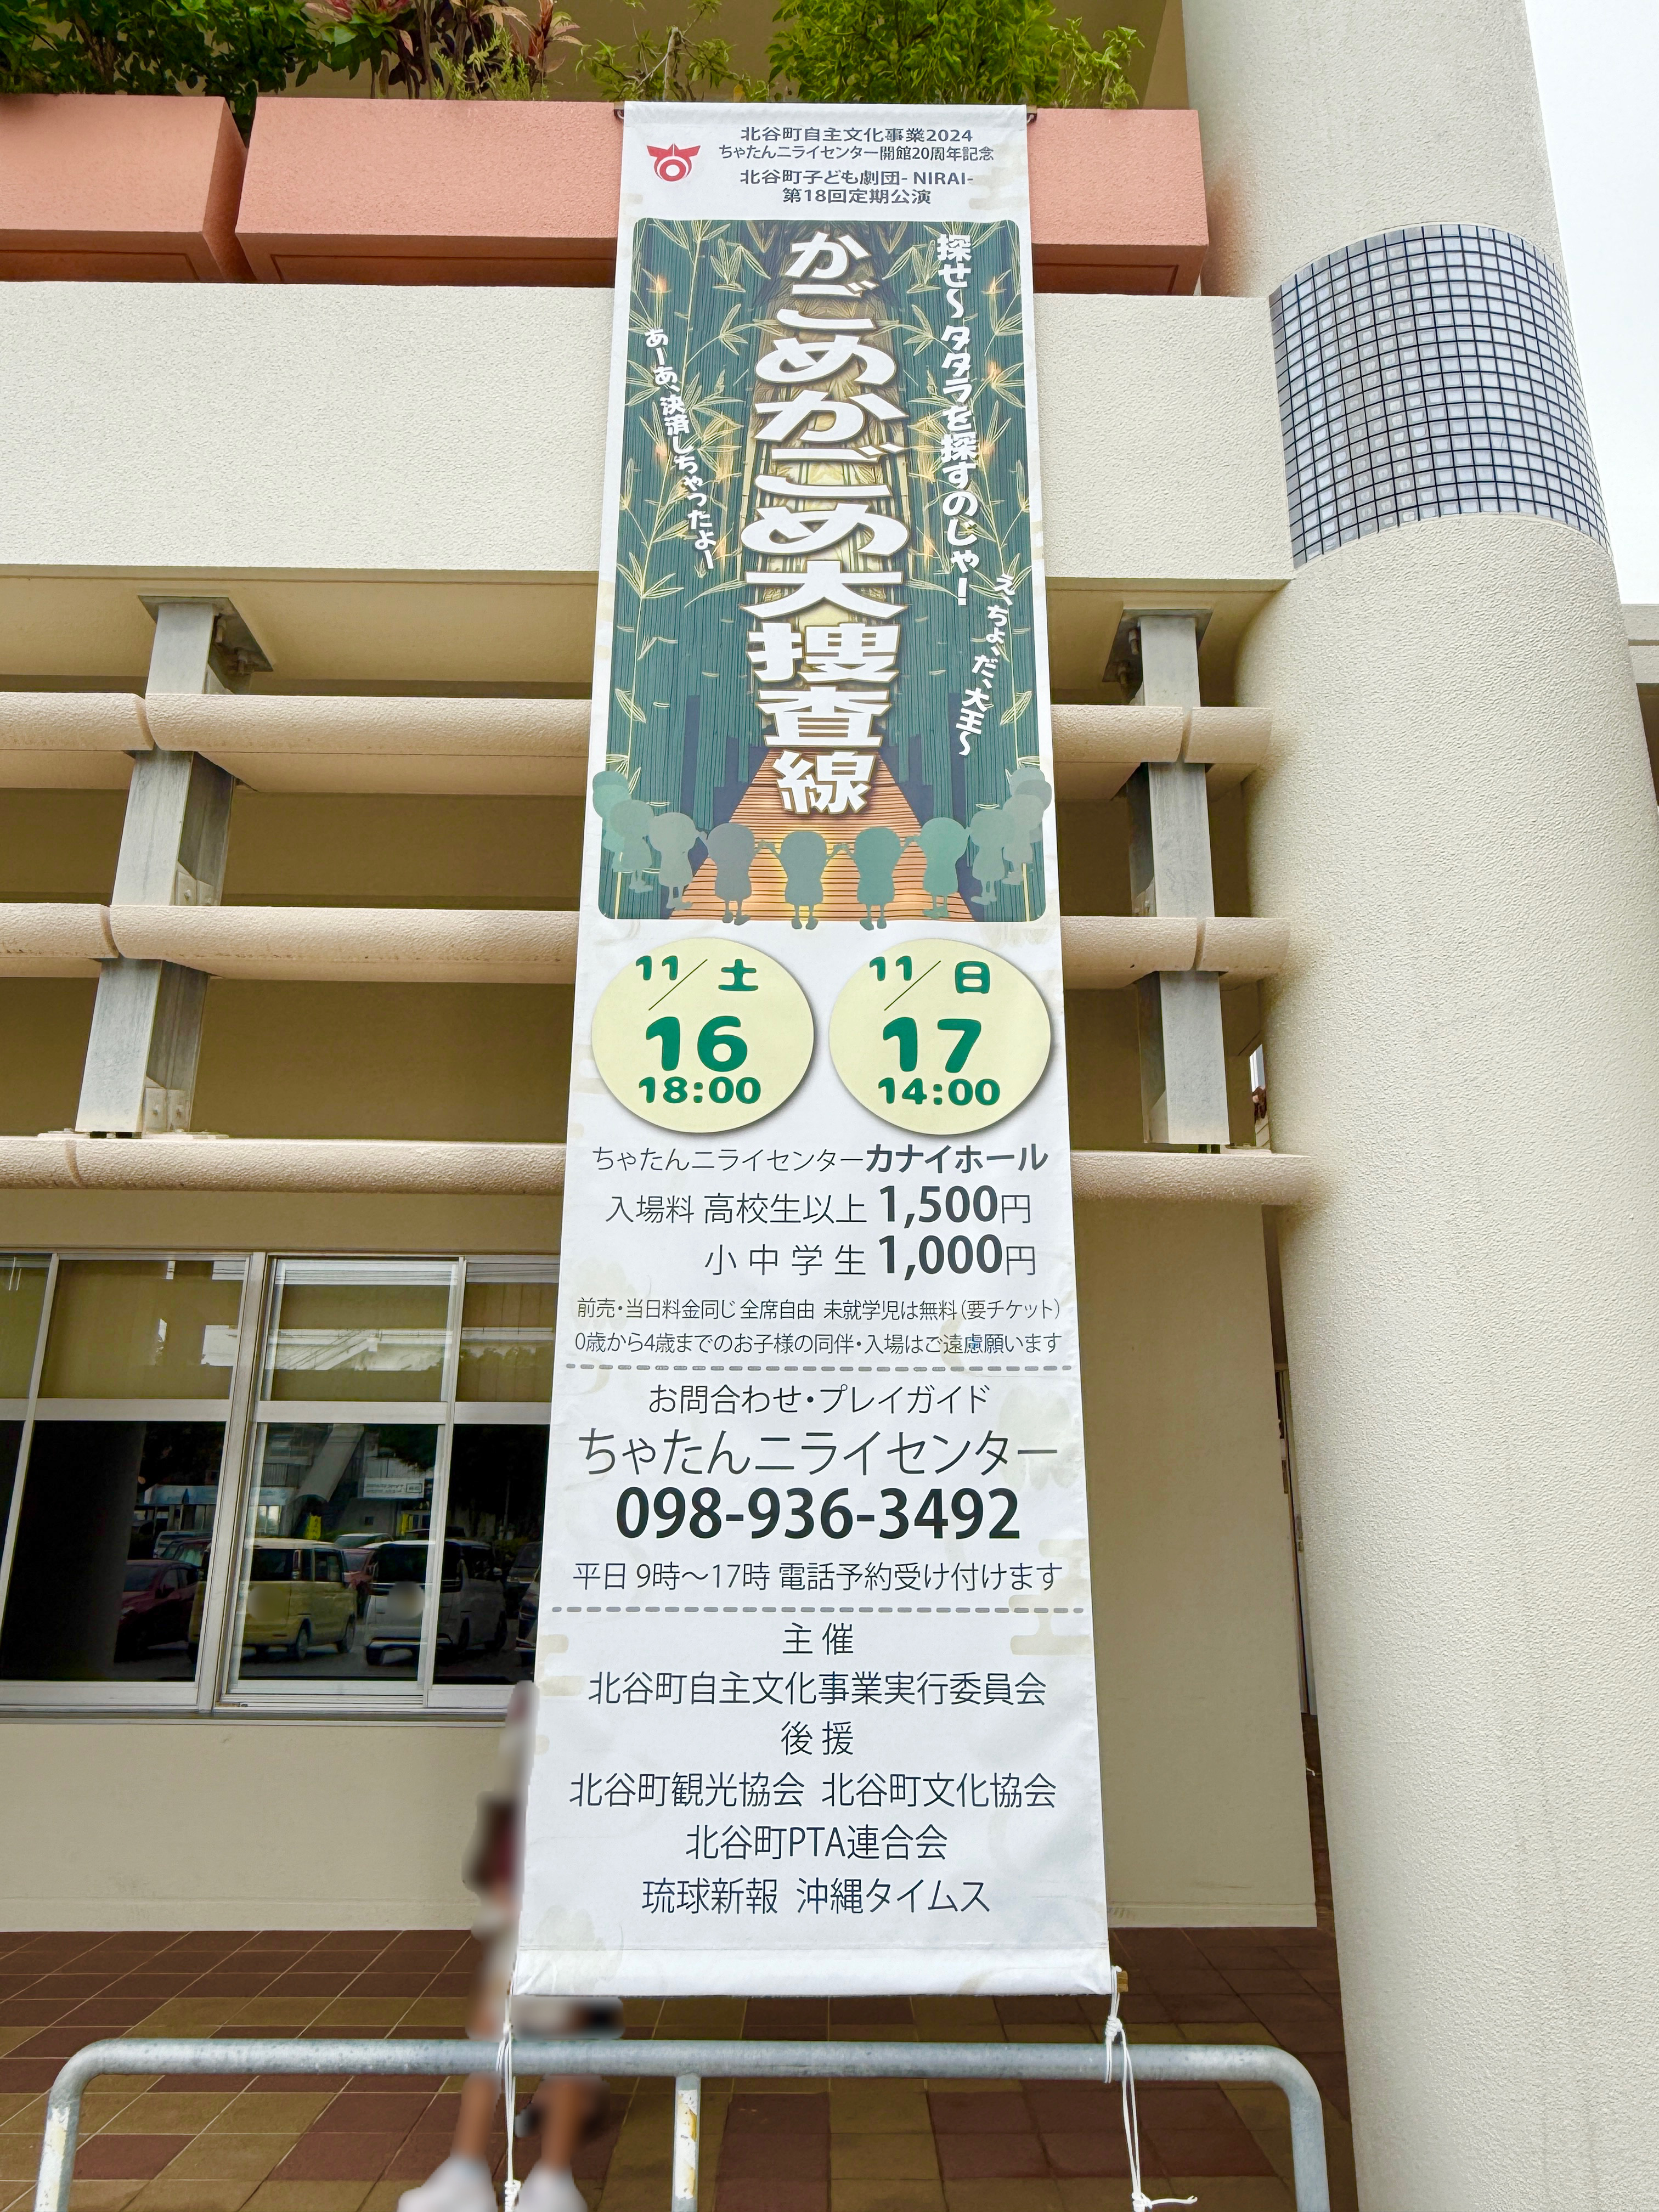 北谷町自主文化事業2024
ちゃたんニライセンター開館20周年記念
北谷町子ども劇団- NIRAI-
第18回定期公演
探せ〜タタラを探すのじゃ!
え、ちょ、だ、大王〜
かごめかごめ大捜査線
あーあ、決済しちゃったよー
11/16 土 18:00
11/17 日 14:00
ちゃたんニライセンターカナイホール
入場料 高校生以上 1,500円
小中学生 1,000円
前売・当日料金同じ 全席自由 未就学児は無料(要チケット)
0歳から4歳までのお子様の同伴・入場はご遠慮願います
お問合わせ・プレイガイド
ちゃたんニライセンター
098-936-3492
平日 9時〜17時 電話予約受け付けます
主催
北谷町自主文化事業実行委員会
後援
北谷町観光協会 北谷町文化協会
北谷町PTA連合会
琉球新報 沖縄タイムス